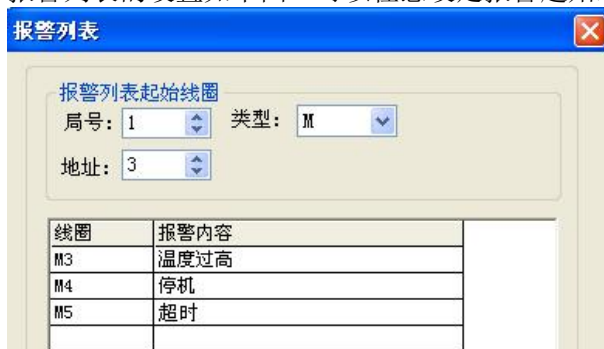 报警列表
报警列表起始线圈
局号: 1 类型: M
地址: 3
线圈 报警内容
M3 温度过高
M4 停机
M5 超时